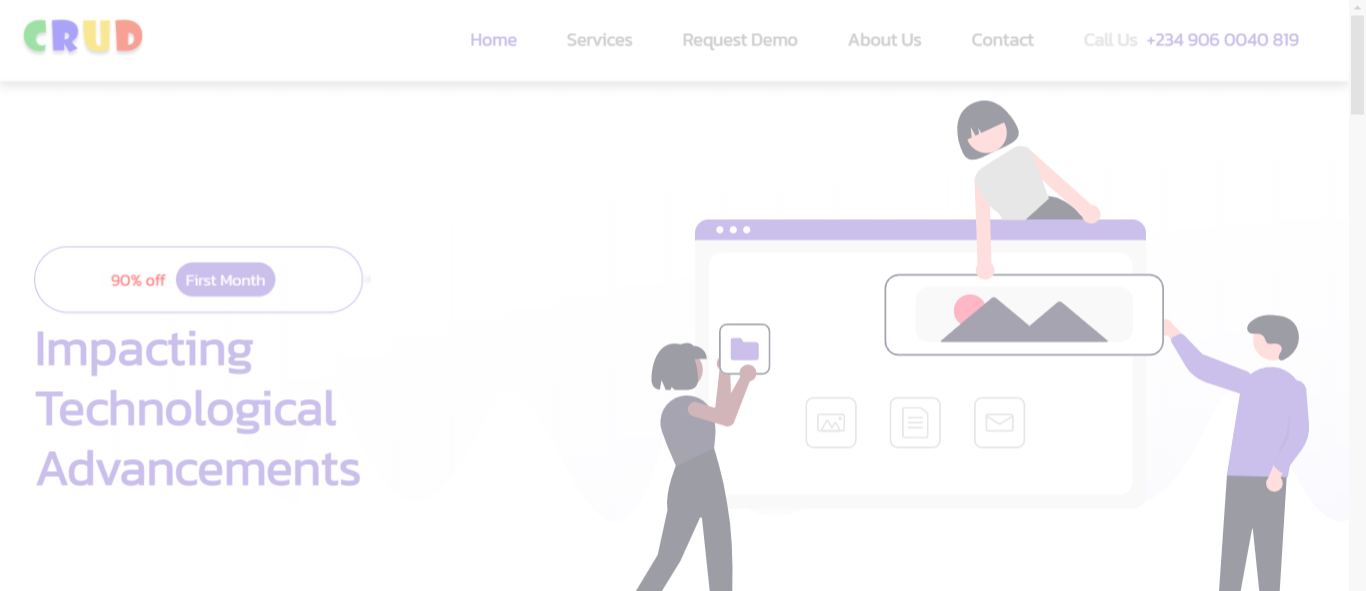 CRUD
Home Services Request Demo About Us Contact Call Us +234 906 0040 819
90% off First Month
Impacting
Technological
Advancements